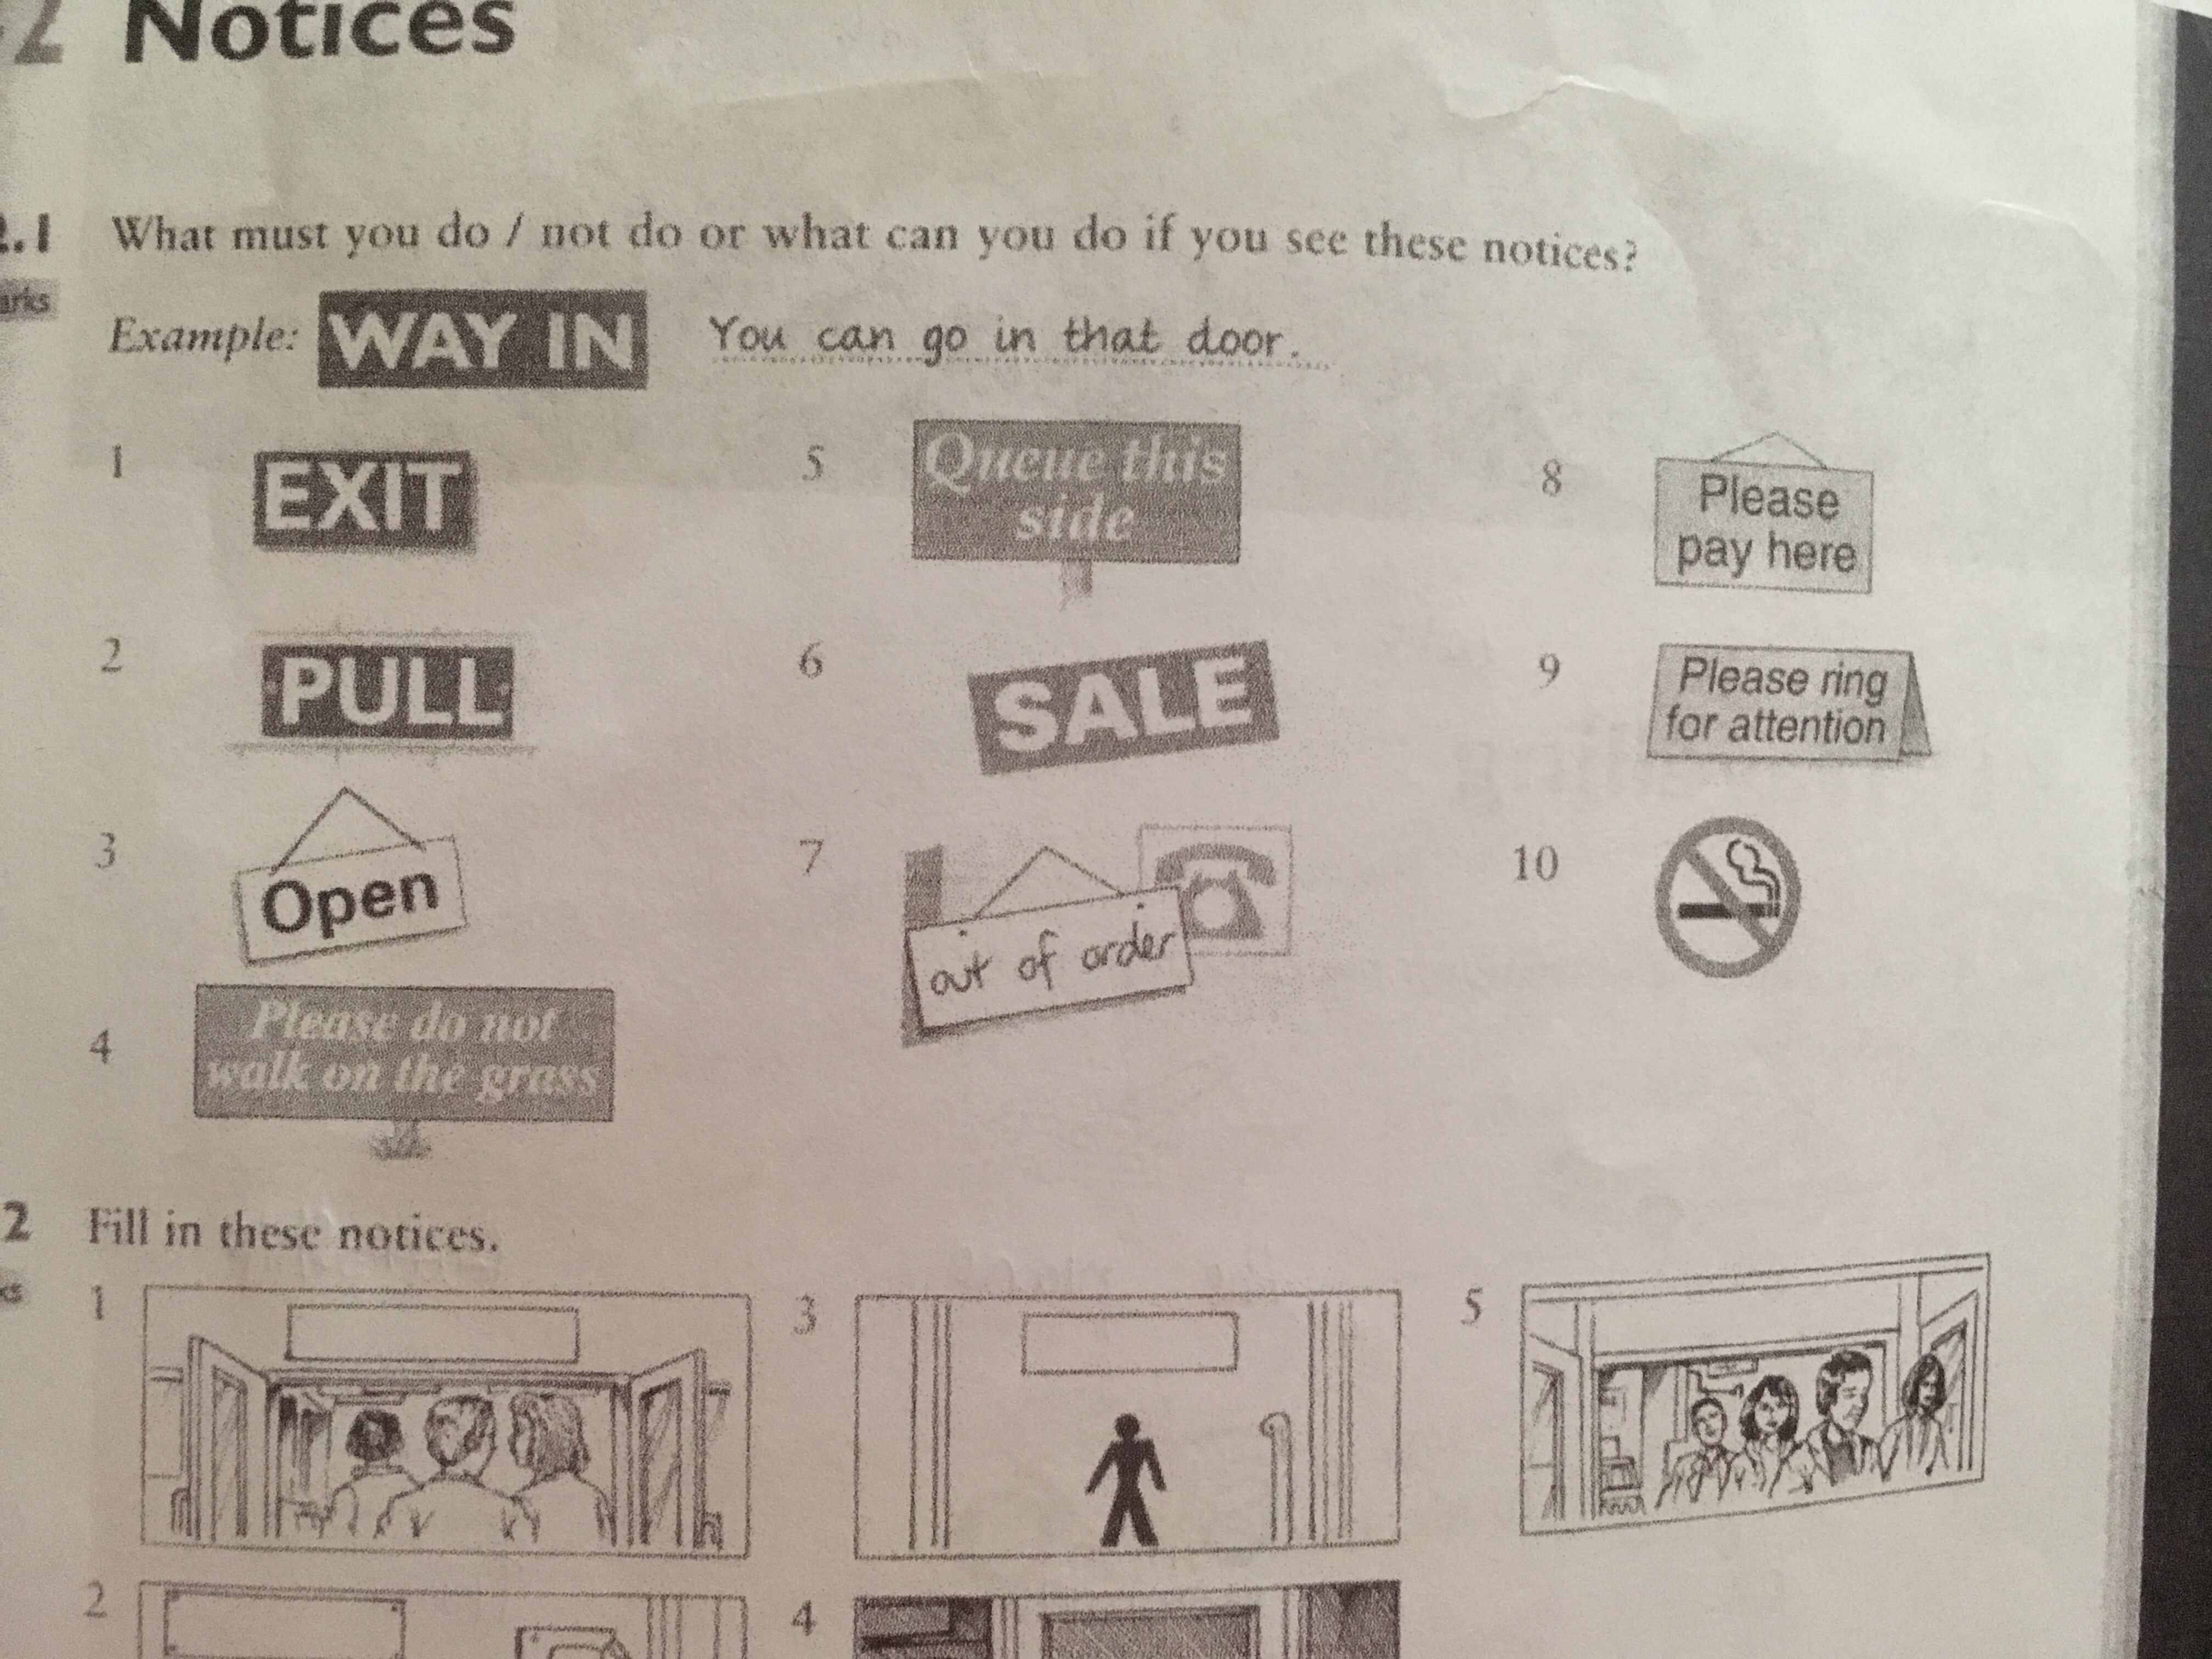 2 Notices
2.1 What must you do / not do or what can you do if you see these notices?
arks
Example: WAY IN You can go in that door.
1 EXIT
2 PULL
3 Open
4 Please do not
walk on the grass
5 Queue this
side
6 SALE
7 out of order
8 Please
pay here
9 Please ring
for attention
10
2 Fill in these notices.
1
2
3
4
5